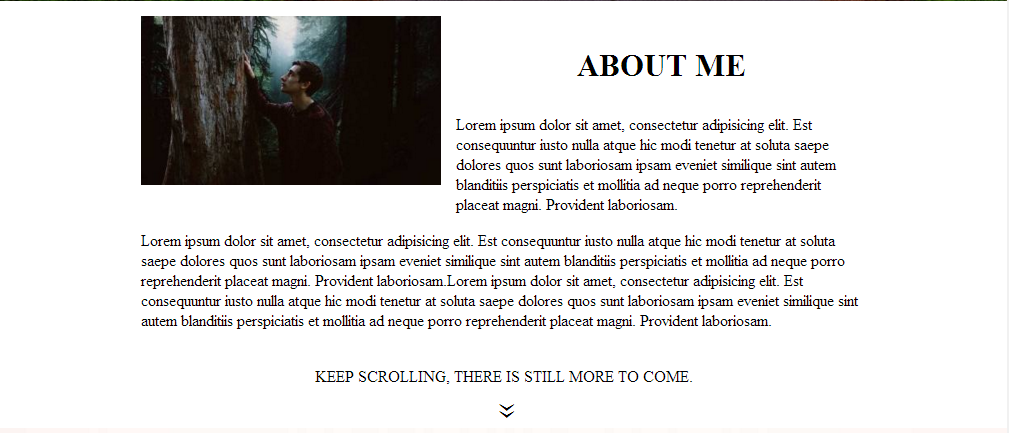 ABOUT ME
Lorem ipsum dolor sit amet, consectetur adipisicing elit. Est
consequuntur iusto nulla atque hic modi tenetur at soluta saepe
dolores quos sunt laboriosam ipsam eveniet similique sint autem
blanditiis perspiciatis et mollitia ad neque porro reprehenderit
placeat magni. Provident laboriosam.
Lorem ipsum dolor sit amet, consectetur adipisicing elit. Est consequuntur iusto nulla atque hic modi tenetur at soluta
saepe dolores quos sunt laboriosam ipsam eveniet similique sint autem blanditiis perspiciatis et mollitia ad neque porro
reprehenderit placeat magni. Provident laboriosam.Lorem ipsum dolor sit amet, consectetur adipisicing elit. Est
consequuntur iusto nulla atque hic modi tenetur at soluta saepe dolores quos sunt laboriosam ipsam eveniet similique sint
autem blanditiis perspiciatis et mollitia ad neque porro reprehenderit placeat magni. Provident laboriosam.
KEEP SCROLLING, THERE IS STILL MORE TO COME.